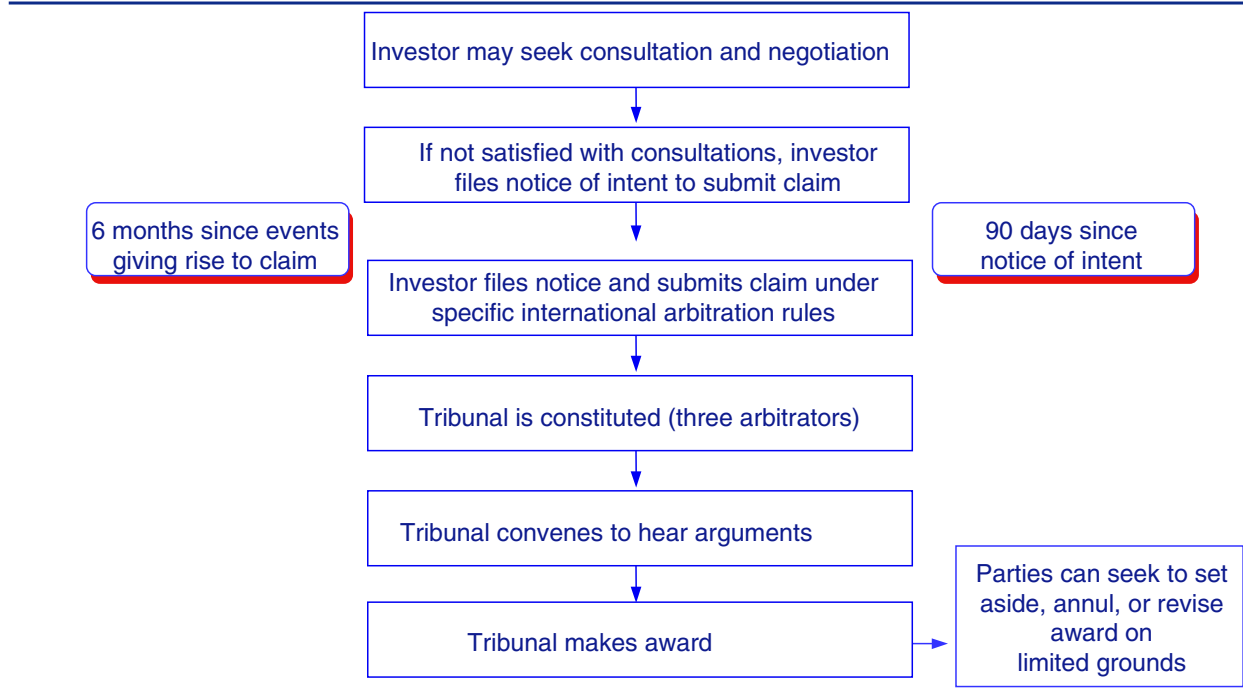 Investor may seek consultation and negotiation
If not satisfied with consultations, investor
files notice of intent to submit claim
6 months since events
giving rise to claim
90 days since
notice of intent
Investor files notice and submits claim under
specific international arbitration rules
Tribunal is constituted (three arbitrators)
Tribunal convenes to hear arguments
Tribunal makes award
Parties can seek to set
aside, annul, or revise
award on
limited grounds